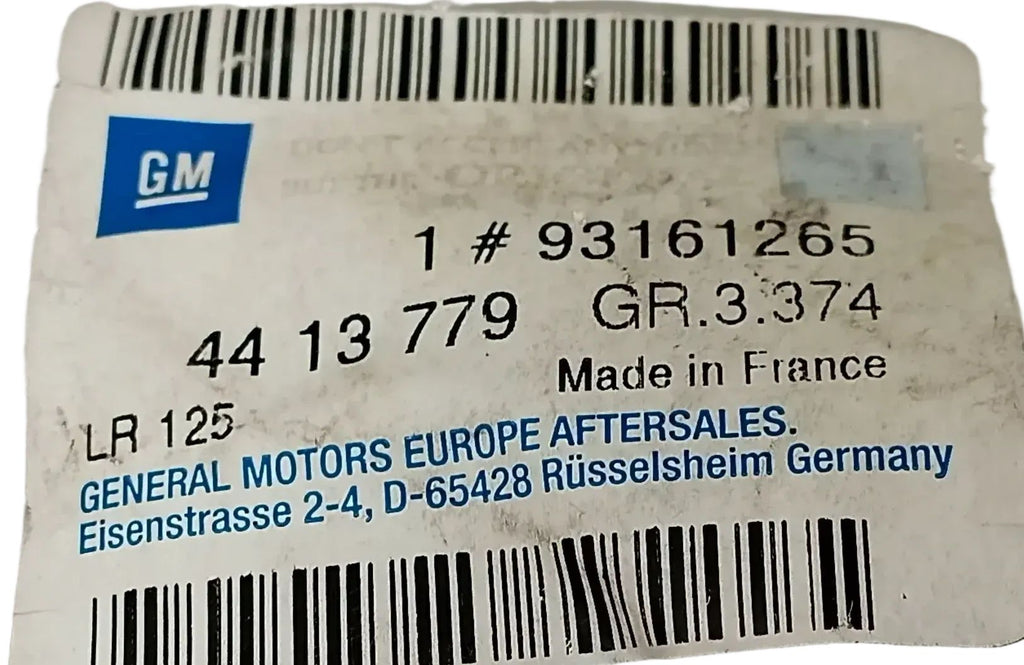 GM
1 # 93161265
44 13 779 GR.3.374
Made in France
LR 125
GENERAL MOTORS EUROPE AFTERSALES.
Eisenstrasse 2-4, D-65428 Rüsselsheim Germany